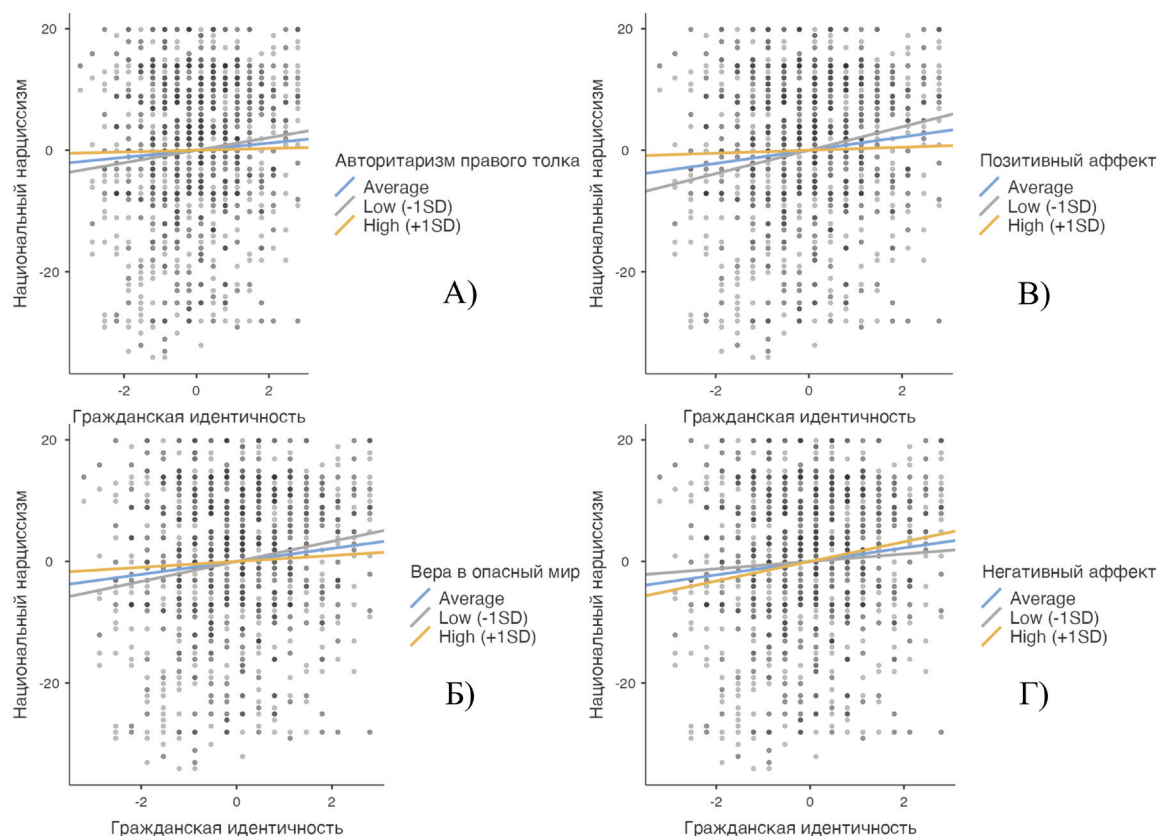 20
0
-20
Национальный нарциссизм
-2
0
2
Гражданская идентичность
Авторитаризм правого толка
Average
Low (-1SD)
High (+1SD)
А)
20
0
-20
Национальный нарциссизм
-2
0
2
Гражданская идентичность
Позитивный аффект
Average
Low (-1SD)
High (+1SD)
В)
20
0
-20
Национальный нарциссизм
-2
0
2
Гражданская идентичность
Вера в опасный мир
Average
Low (-1SD)
High (+1SD)
Б)
20
0
-20
Национальный нарциссизм
-2
0
2
Гражданская идентичность
Негативный аффект
Average
Low (-1SD)
High (+1SD)
Г)